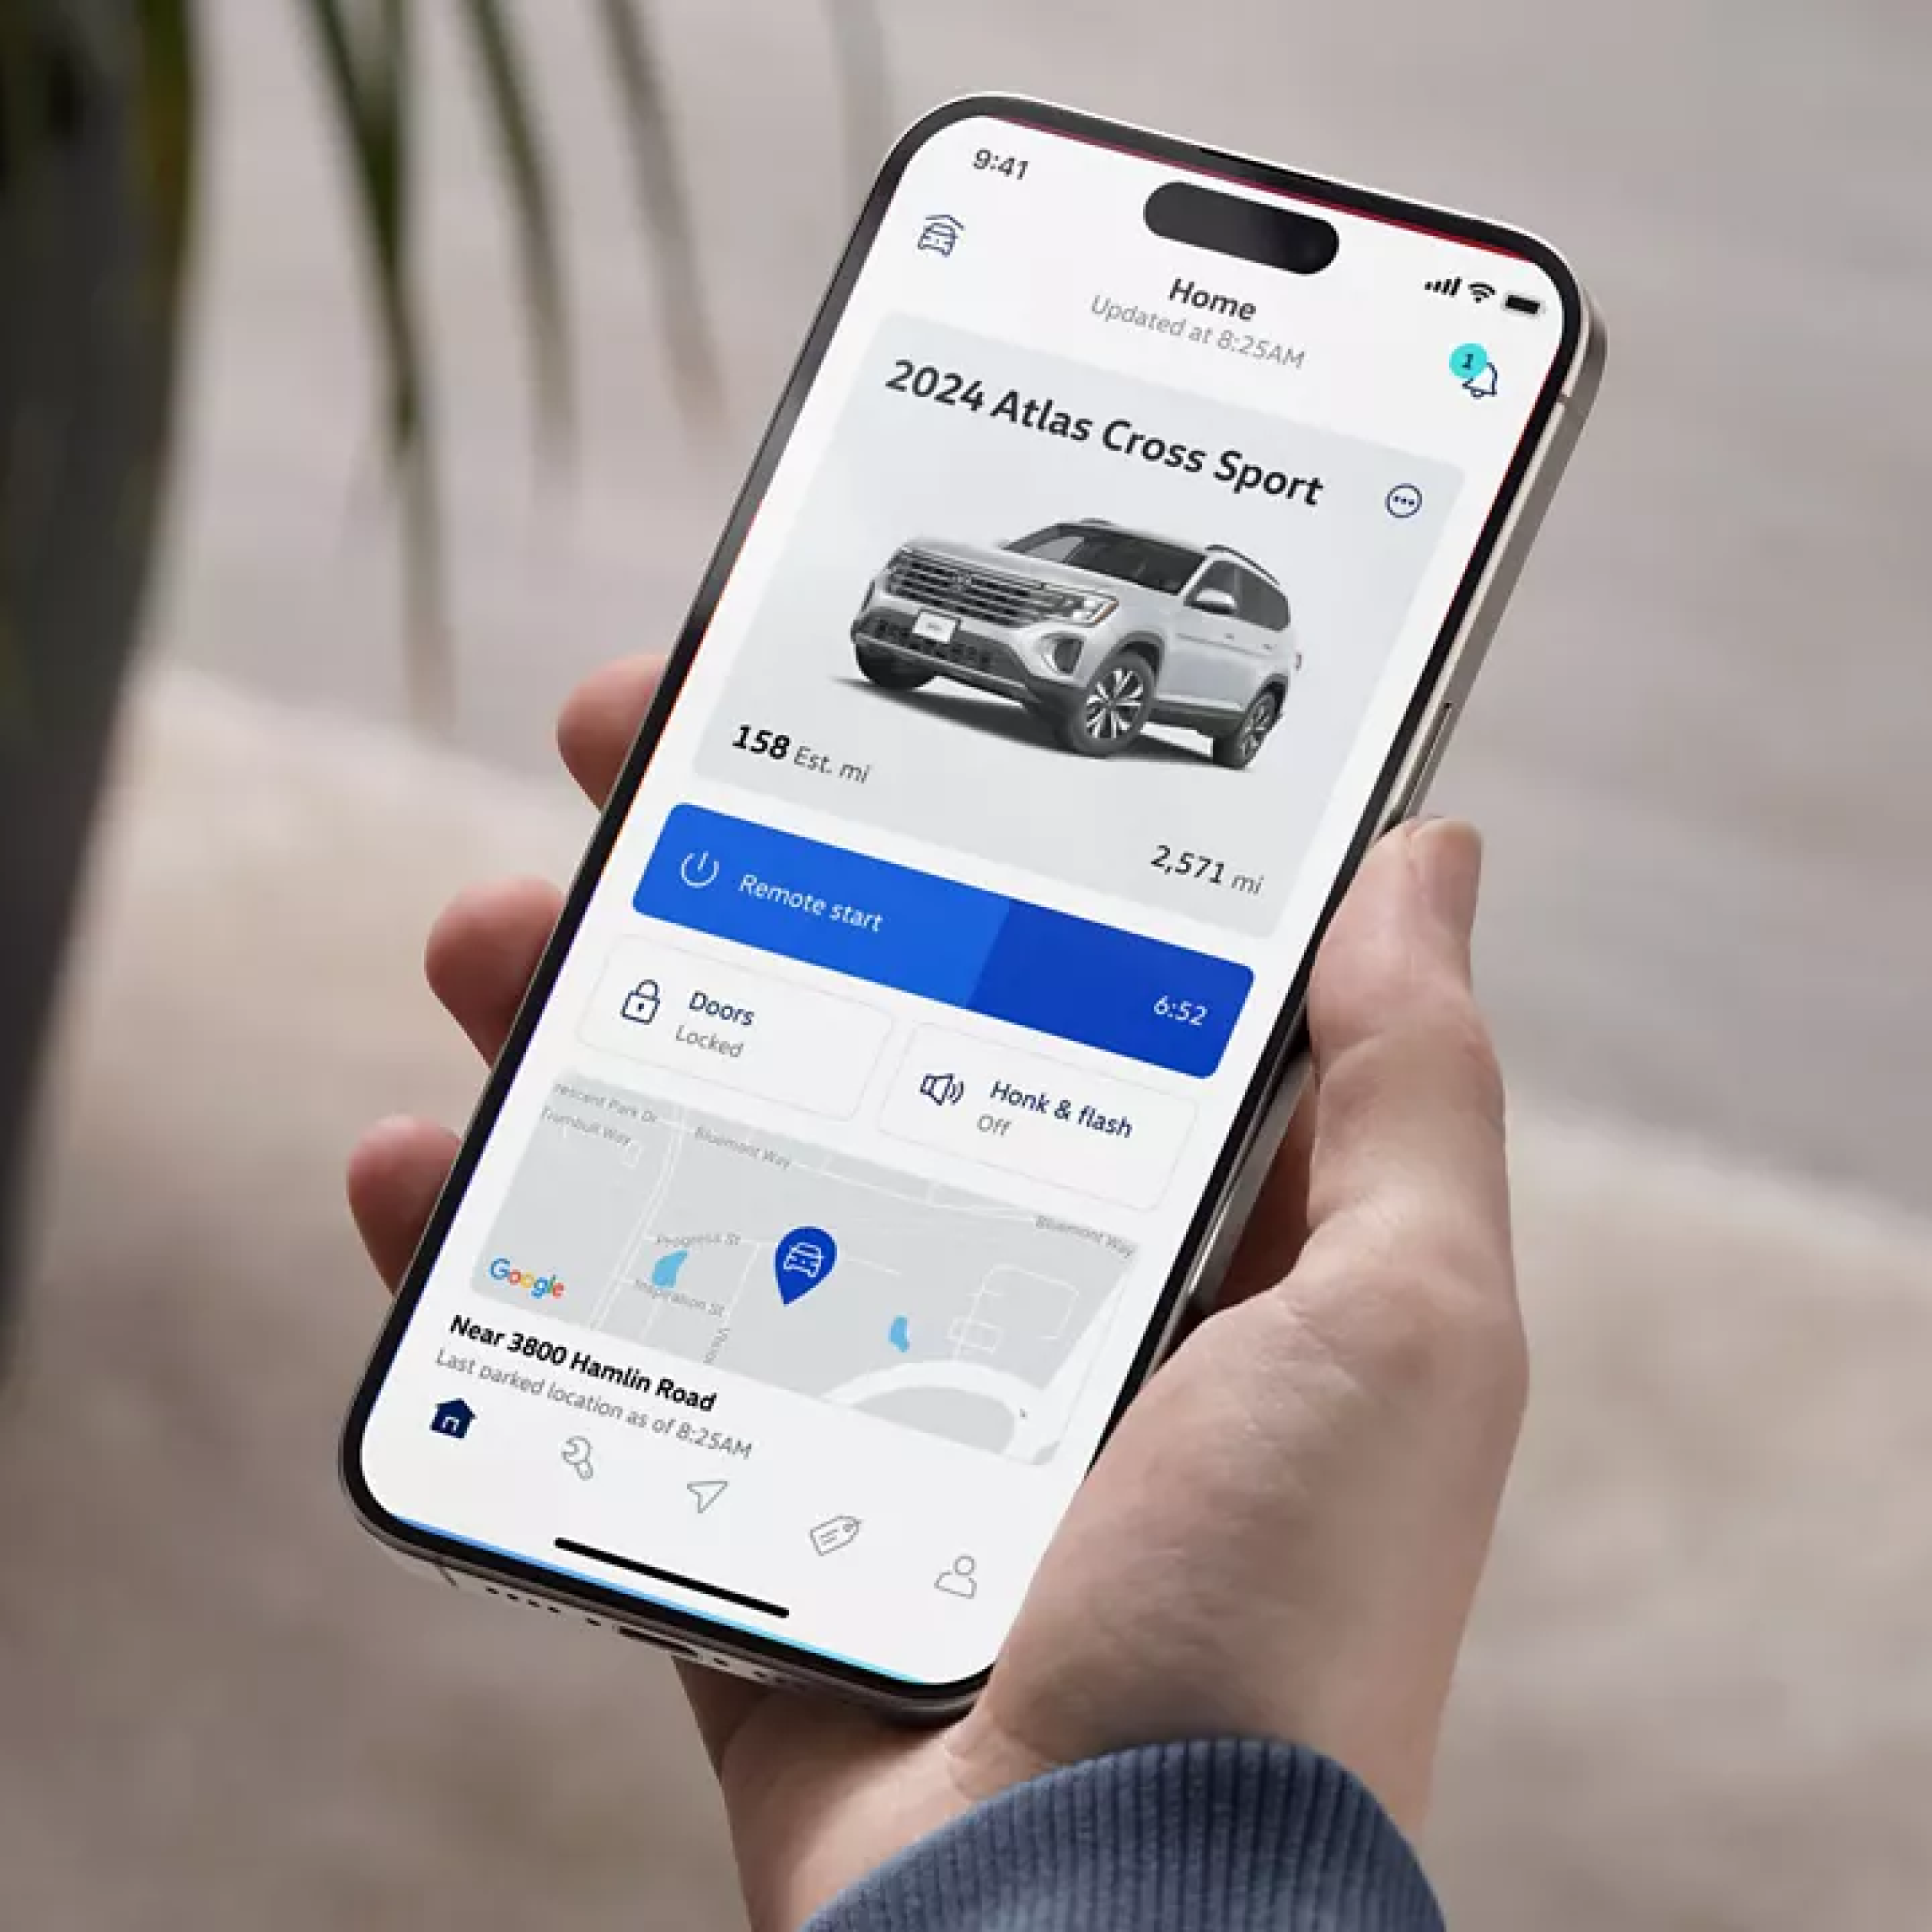 9:41
Home
Updated at 8:25AM
1
2024 Atlas Cross Sport
158 Est. mi
2,571 mi
Remote start
6:52
Doors
Locked
Honk & flash
Off
rescent Park Dr
Trumbull Way
Bluemont Way
Bluemont Way
Progress St
Inspiration St
Google
Near 3800 Hamlin Road
Last parked location as of 8:25AM